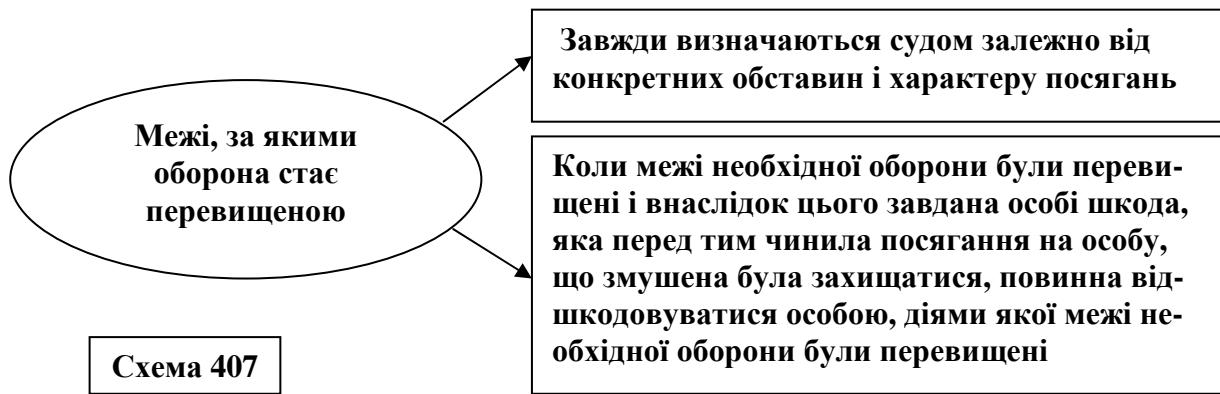 Завжди визначаються судом залежно від
конкретних обставин і характеру посягань
Межі, за якими
оборона стає
перевищеною
Коли межі необхідної оборони були переви-
щені і внаслідок цього завдана особі шкода,
яка перед тим чинила посягання на особу,
що змушена була захищатися, повинна від-
шкодовуватися особою, діями якої межі не-
обхідної оборони були перевищені
Схема 407